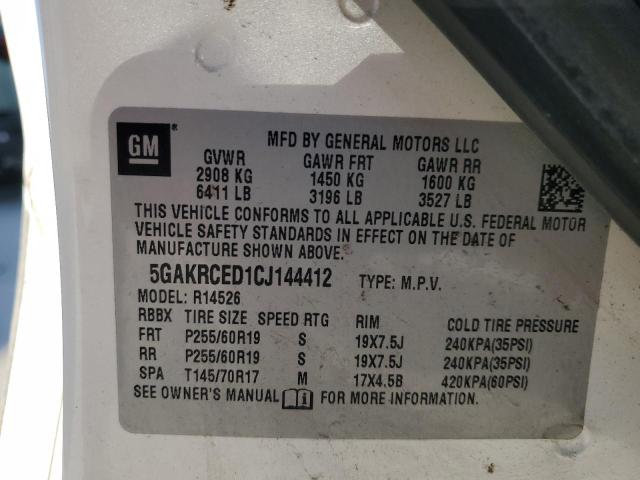 GM®
MFD BY GENERAL MOTORS LLC
GVWR GAWR FRT GAWR RR
2908 KG 1450 KG 1600 KG
6411 LB 3196 LB 3527 LB
THIS VEHICLE CONFORMS TO ALL APPLICABLE U.S. FEDERAL MOTOR
VEHICLE SAFETY STANDARDS IN EFFECT ON THE DATE OF
MANUFACTURE SHOWN ABOVE.
5GAKRCED1CJ144412 TYPE: M.P.V.
MODEL: R14526
RBBX TIRE SIZE SPEED RTG RIM COLD TIRE PRESSURE
FRT P255/60R19 S 19X7.5J 240KPA(35PSI)
RR P255/60R19 S 19X7.5J 240KPA(35PSI)
SPA T145/70R17 M 17X4.5B 420KPA(60PSI)
SEE OWNER'S MANUAL FOR MORE INFORMATION.